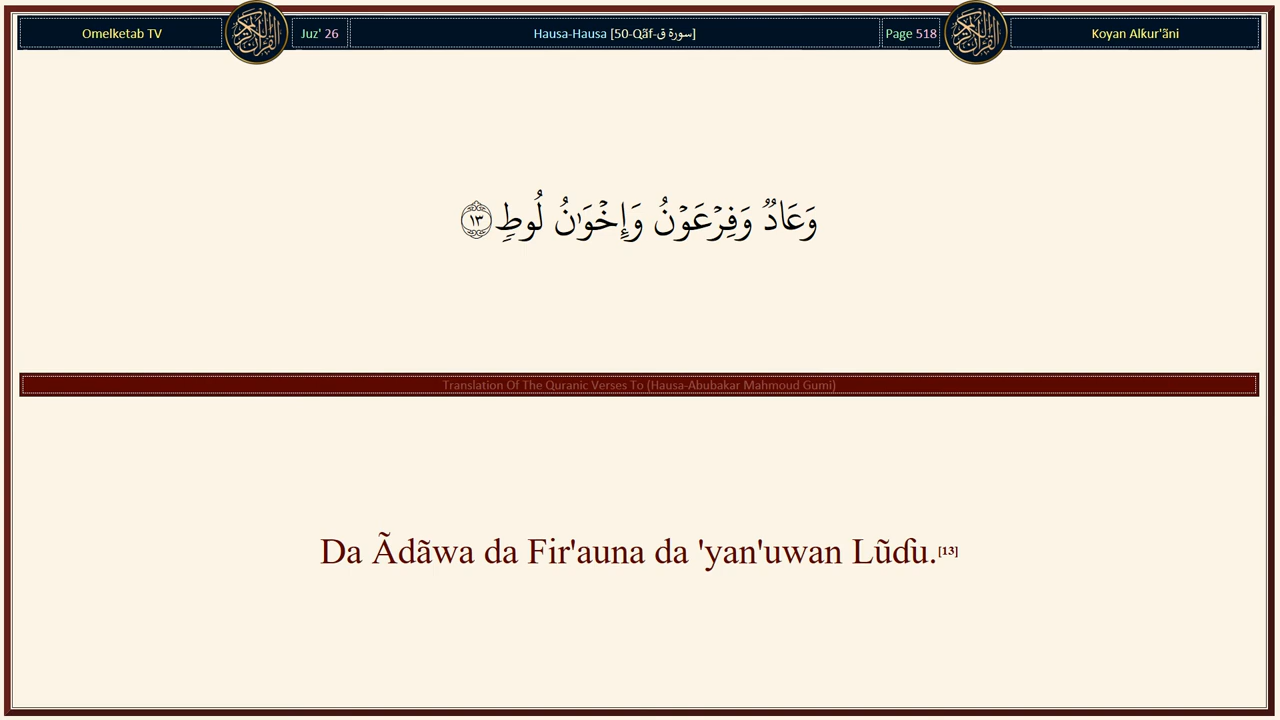 Omelketab TV
Juz' 26
Hausa-Hausa [50-Qãf-سورة ق]
Page 518
Koyan Alƙur'ãni
وَعَادٌ وَفِرْعَوْنُ وَإِخْوَٰنُ لُوطٍ ١٣
Translation Of The Quranic Verses To (Hausa-Abubakar Mahmoud Gumi)
Da Ãdãwa da Fir'auna da 'yan'uwan Lũɗu.[13]